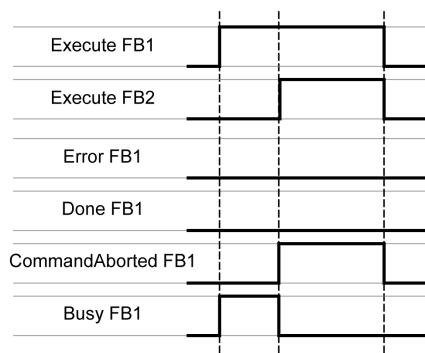 Execute FB1
Execute FB2
Error FB1
Done FB1
CommandAborted FB1
Busy FB1